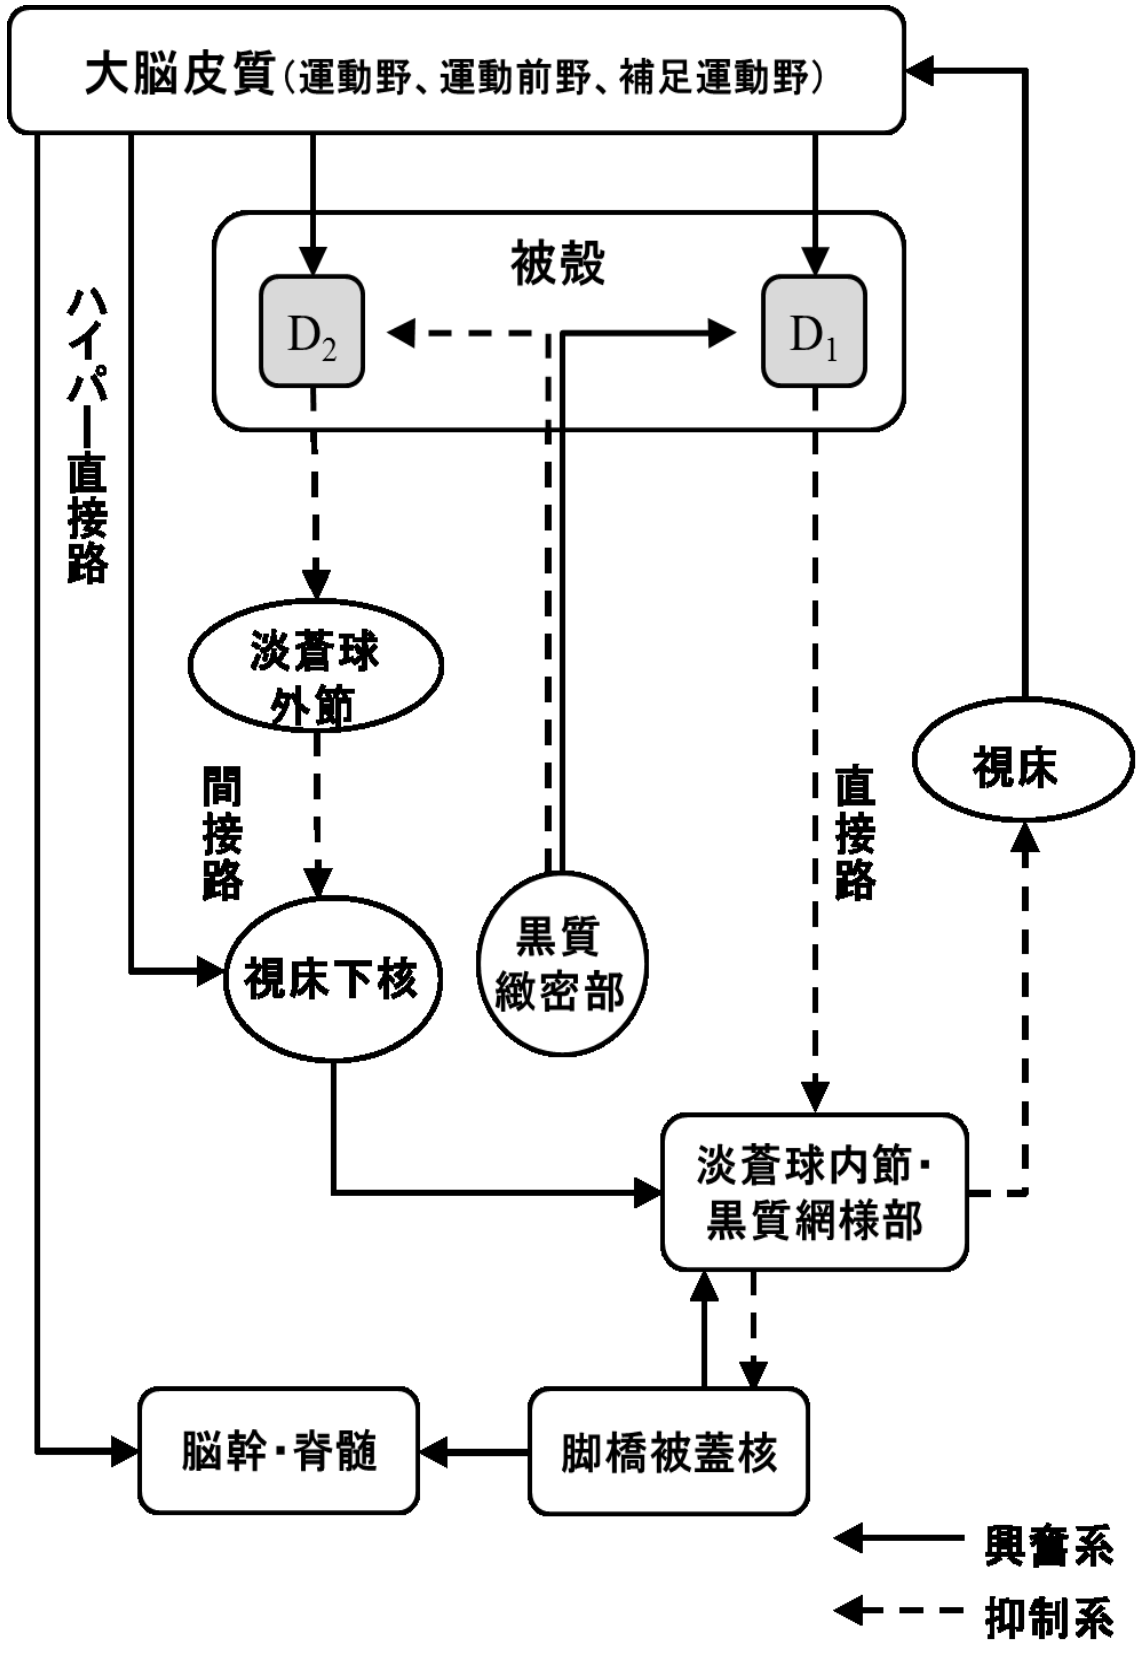 大脳皮質（運動野、運動前野、補足運動野）
被殻
D2
D1
ハイパー直接路
淡蒼球
外節
間接路
直接路
視床
黒質
緻密部
視床下核
淡蒼球内節・
黒質網様部
脳幹・脊髄
脚橋被蓋核
興奮系
抑制系